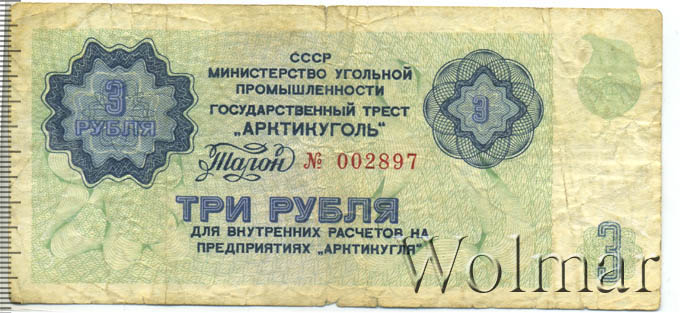 СССР
МИНИСТЕРСТВО УГОЛЬНОЙ
ПРОМЫШЛЕННОСТИ
ГОСУДАРСТВЕННЫЙ ТРЕСТ
„АРКТИКУГОЛЬ"
Талон № 002897
3
РУБЛЯ
3
ТРИ РУБЛЯ
ДЛЯ ВНУТРЕННИХ РАСЧЕТОВ НА
ПРЕДПРИЯТИЯХ „АРКТИКУГЛЯ"
3
Wolmar